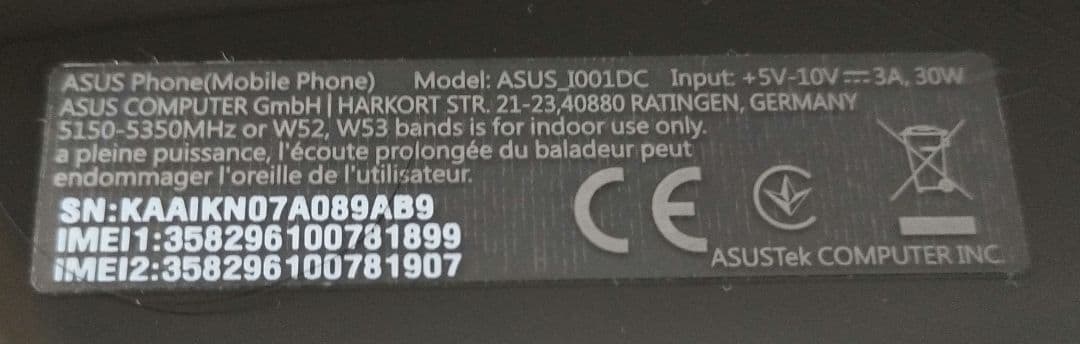 ASUS Phone(Mobile Phone) Model: ASUS_I001DC Input: +5V-10V⎓3A, 30W
ASUS COMPUTER GmbH | HARKORT STR. 21-23,40880 RATINGEN, GERMANY
5150-5350MHz or W52, W53 bands is for indoor use only.
a pleine puissance, l'écoute prolongée du baladeur peut
endommager l'oreille de l'utilisateur.
SN:KAAIKN07A089AB9
IMEI1:358296100781899
IMEI2:358296100781907
CE
ASUSTek COMPUTER INC.